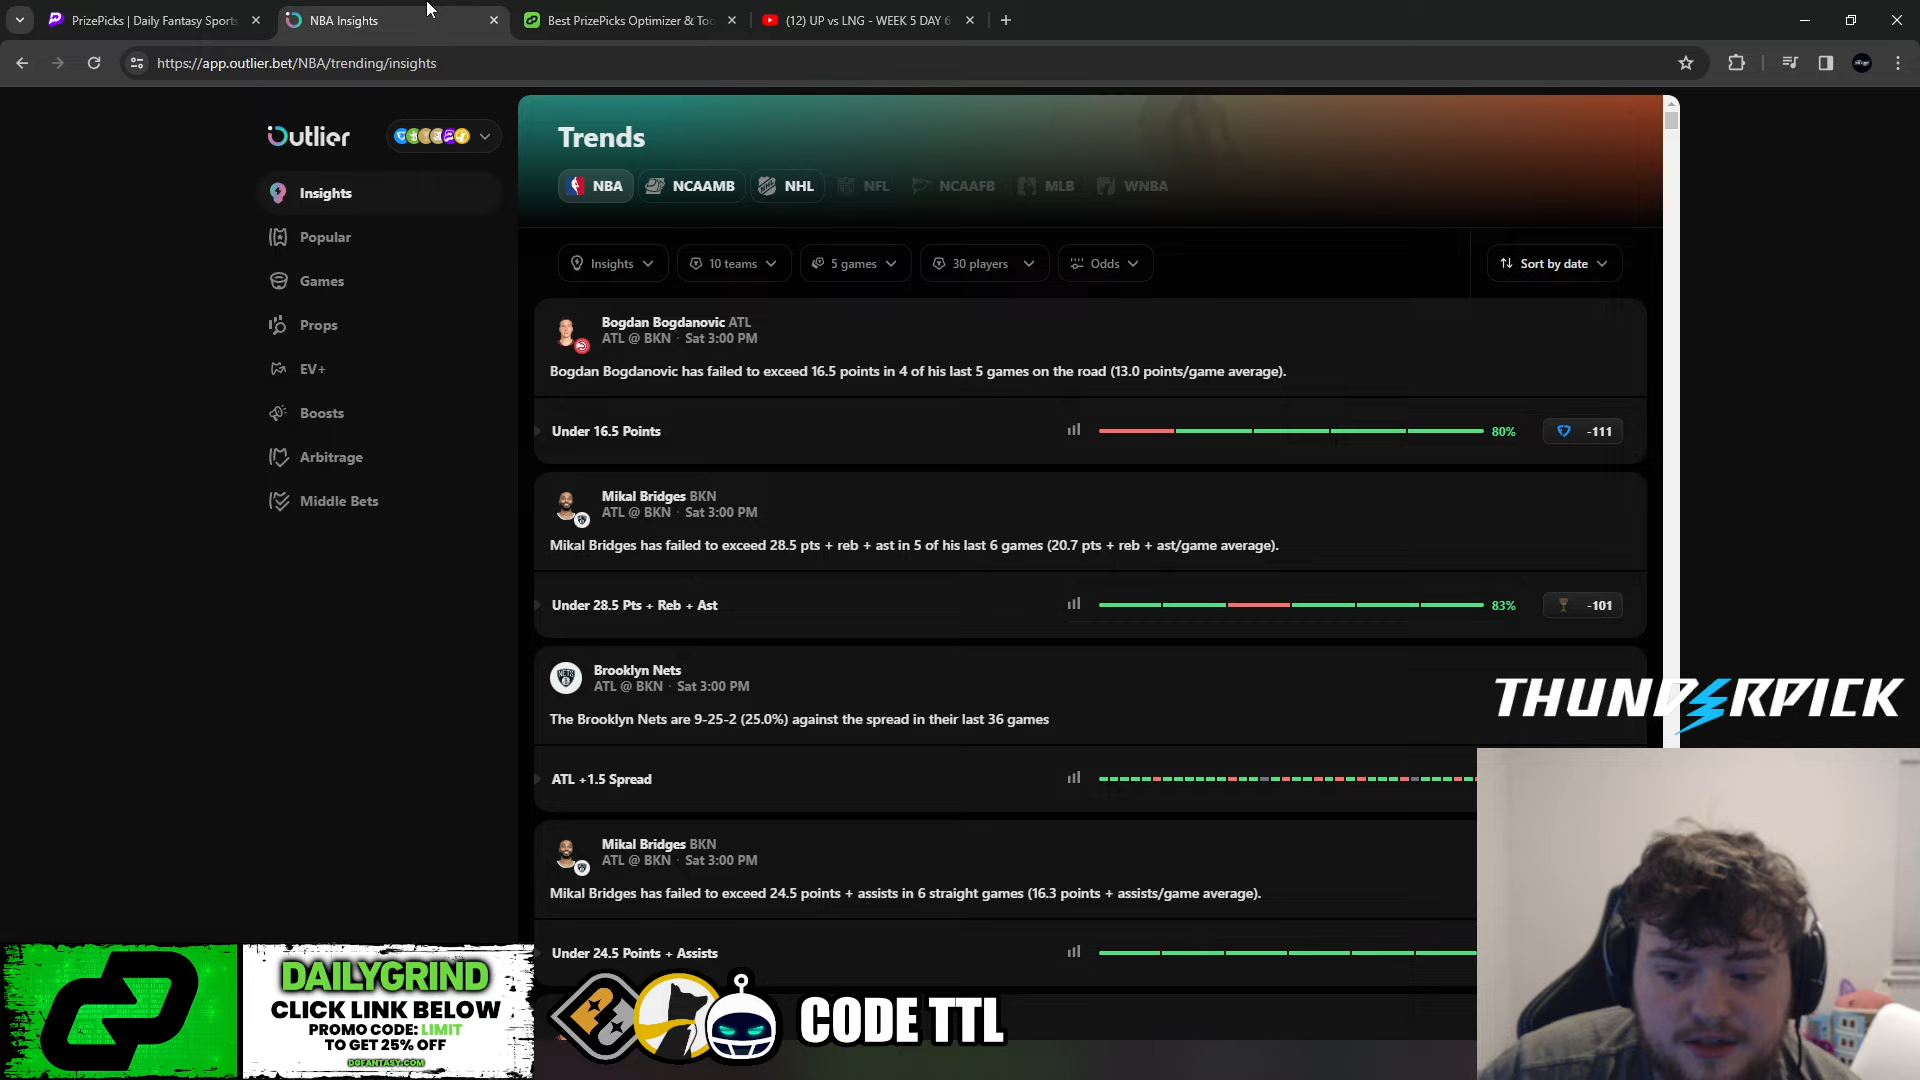 PrizePicks | Daily Fantasy Sports
NBA Insights
Best PrizePicks Optimizer & Too
(12) UP vs LNG - WEEK 5 DAY 6
https://app.outlier.bet/NBA/trending/insights
Outlier
Insights
Popular
Games
Props
EV+
Boosts
Arbitrage
Middle Bets
Trends
NBA
NCAAMB
NHL
NFL
NCAAFB
MLB
WNBA
Insights
10 teams
5 games
30 players
Odds
Sort by date
Bogdan Bogdanovic ATL
ATL @ BKN · Sat 3:00 PM
Bogdan Bogdanovic has failed to exceed 16.5 points in 4 of his last 5 games on the road (13.0 points/game average).
Under 16.5 Points
80%
-111
Mikal Bridges BKN
ATL @ BKN · Sat 3:00 PM
Mikal Bridges has failed to exceed 28.5 pts + reb + ast in 5 of his last 6 games (20.7 pts + reb + ast/game average).
Under 28.5 Pts + Reb + Ast
83%
-101
Brooklyn Nets
ATL @ BKN · Sat 3:00 PM
The Brooklyn Nets are 9-25-2 (25.0%) against the spread in their last 36 games
ATL +1.5 Spread
Mikal Bridges BKN
ATL @ BKN · Sat 3:00 PM
Mikal Bridges has failed to exceed 24.5 points + assists in 6 straight games (16.3 points + assists/game average).
Under 24.5 Points + Assists
THUNDERPICK
DAILYGRIND
CLICK LINK BELOW
PROMO CODE: LIMIT
TO GET 25% OFF
DGFANTASY.COM
CODE TTL